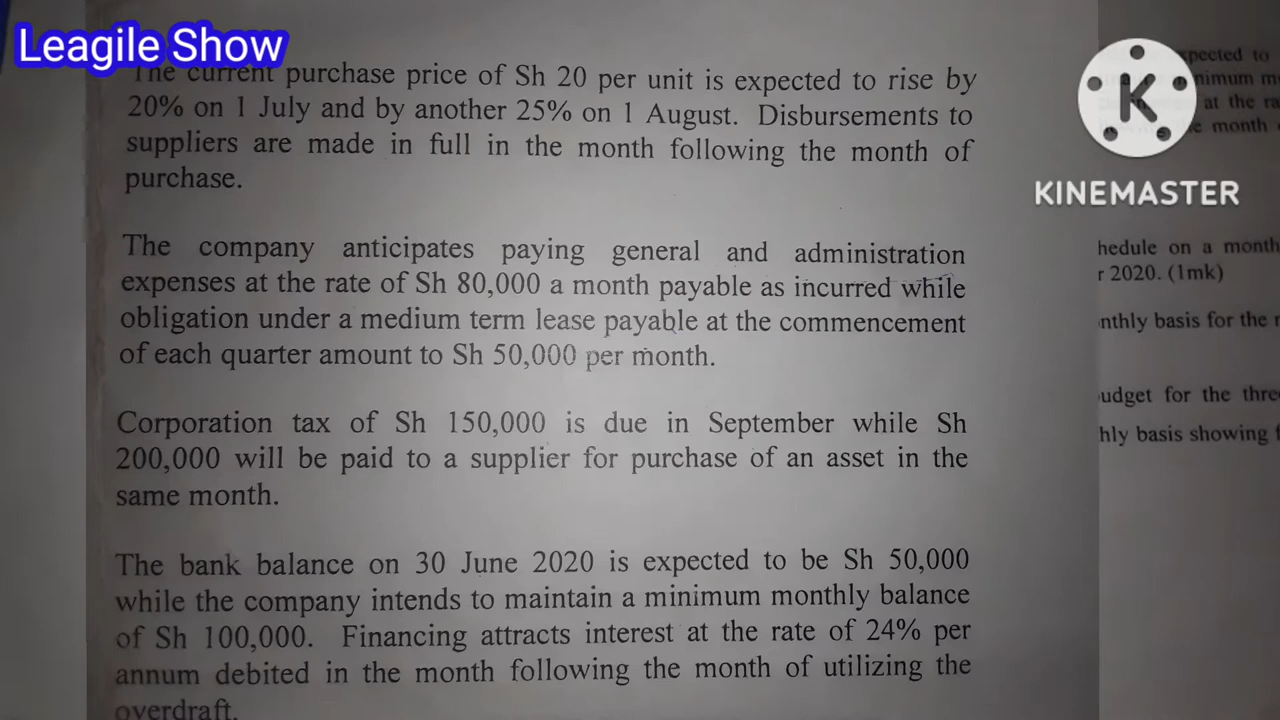 Leagile Show
The current purchase price of Sh 20 per unit is expected to rise by
20% on 1 July and by another 25% on 1 August. Disbursements to
suppliers are made in full in the month following the month of
purchase.
The company anticipates paying general and administration
expenses at the rate of Sh 80,000 a month payable as incurred while
obligation under a medium term lease payable at the commencement
of each quarter amount to Sh 50,000 per month.
Corporation tax of Sh 150,000 is due in September while Sh
200,000 will be paid to a supplier for purchase of an asset in the
same month.
The bank balance on 30 June 2020 is expected to be Sh 50,000
while the company intends to maintain a minimum monthly balance
of Sh 100,000. Financing attracts interest at the rate of 24% per
annum debited in the month following the month of utilizing the
overdraft.
K
KINEMASTER
pected to
nimum m
at the ra
e month
hedule on a month
r 2020. (1mk)
nthly basis for the
udget for the thre
hly basis showing